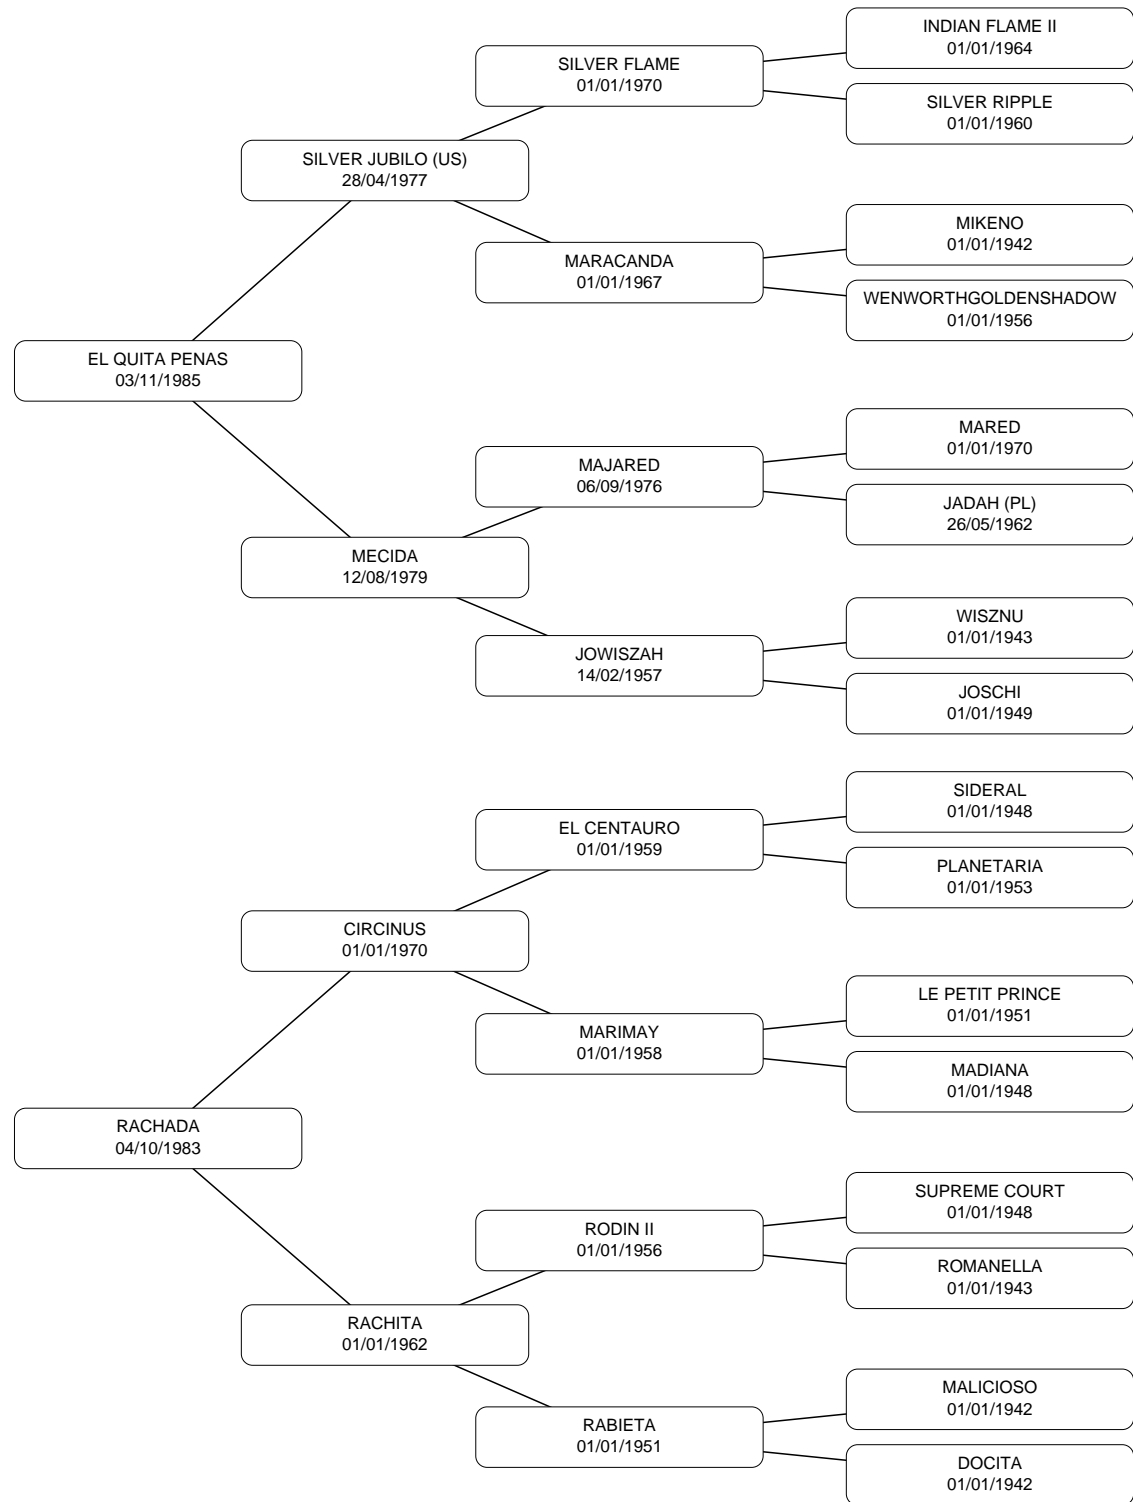 INDIAN FLAME II
01/01/1964
SILVER FLAME
01/01/1970
SILVER RIPPLE
01/01/1960
SILVER JUBILO (US)
28/04/1977
MIKENO
01/01/1942
MARACANDA
01/01/1967
WENWORTHGOLDENSHADOW
01/01/1956
EL QUITA PENAS
03/11/1985
MARED
01/01/1970
MAJARED
06/09/1976
JADAH (PL)
26/05/1962
MECIDA
12/08/1979
WISZNU
01/01/1943
JOWISZAH
14/02/1957
JOSCHI
01/01/1949
SIDERAL
01/01/1948
EL CENTAURO
01/01/1959
PLANETARIA
01/01/1953
CIRCINUS
01/01/1970
LE PETIT PRINCE
01/01/1951
MARIMAY
01/01/1958
MADIANA
01/01/1948
RACHADA
04/10/1983
SUPREME COURT
01/01/1948
RODIN II
01/01/1956
ROMANELLA
01/01/1943
RACHITA
01/01/1962
MALICIOSO
01/01/1942
RABIETA
01/01/1951
DOCITA
01/01/1942